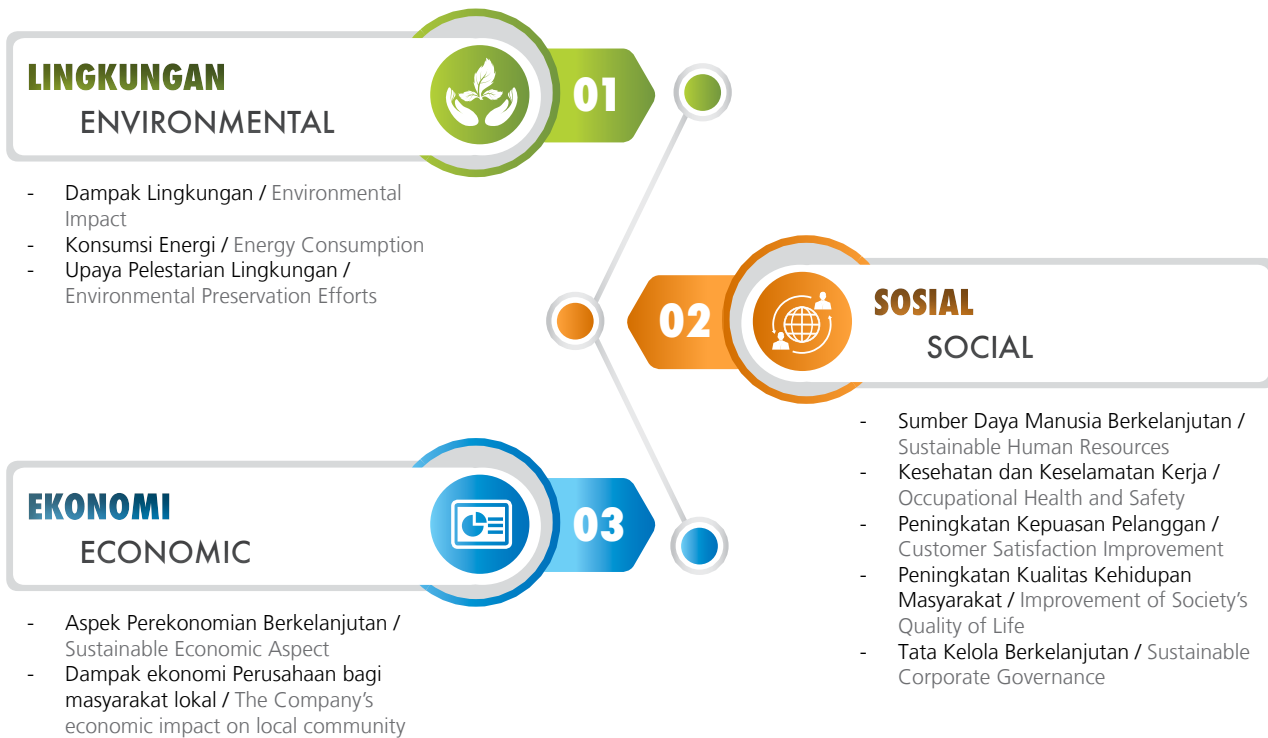 LINGKUNGAN
ENVIRONMENTAL
01
- Dampak Lingkungan / Environmental
Impact
- Konsumsi Energi / Energy Consumption
- Upaya Pelestarian Lingkungan /
Environmental Preservation Efforts
02
SOSIAL
SOCIAL
- Sumber Daya Manusia Berkelanjutan /
Sustainable Human Resources
- Kesehatan dan Keselamatan Kerja /
Occupational Health and Safety
- Peningkatan Kepuasan Pelanggan /
Customer Satisfaction Improvement
- Peningkatan Kualitas Kehidupan
Masyarakat / Improvement of Society’s
Quality of Life
- Tata Kelola Berkelanjutan / Sustainable
Corporate Governance
EKONOMI
ECONOMIC
03
- Aspek Perekonomian Berkelanjutan /
Sustainable Economic Aspect
- Dampak ekonomi Perusahaan bagi
masyarakat lokal / The Company’s
economic impact on local community